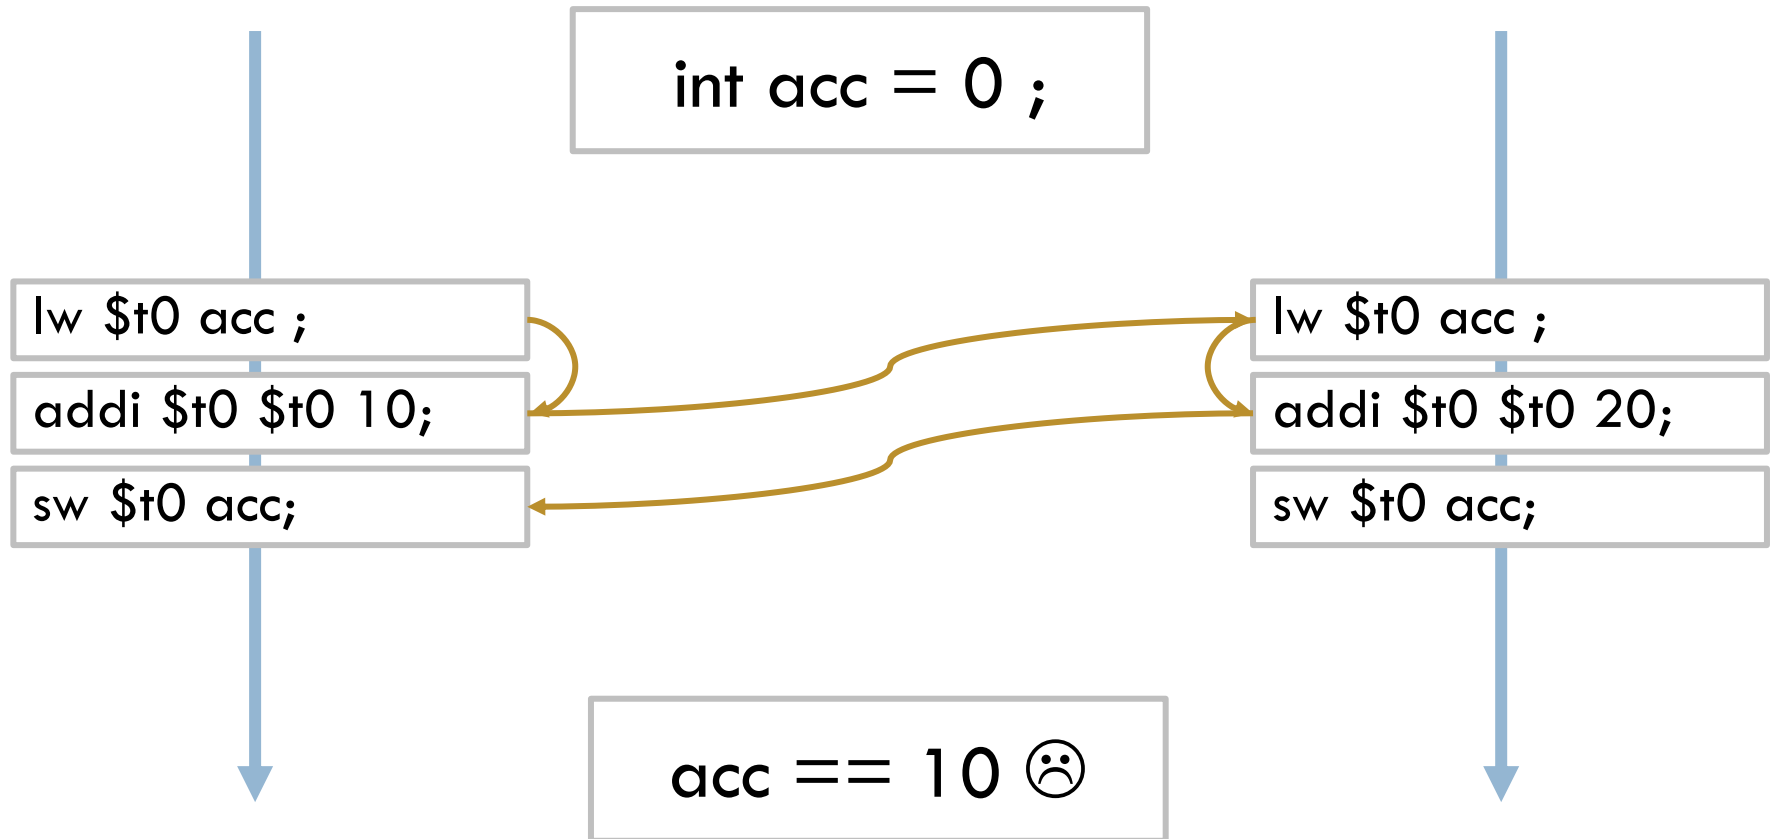 int acc = 0 ;
lw $t0 acc ;
addi $t0 $t0 10;
sw $t0 acc;
lw $t0 acc ;
addi $t0 $t0 20;
sw $t0 acc;
acc == 10 ☹